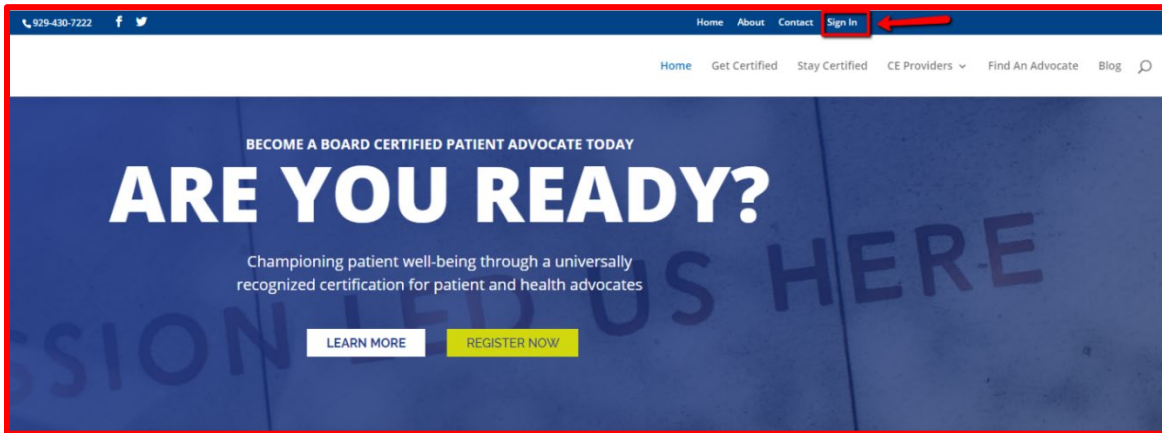 929-430-7222
Home About Contact Sign In
Home Get Certified Stay Certified CE Providers Find An Advocate Blog
BECOME A BOARD CERTIFIED PATIENT ADVOCATE TODAY
ARE YOU READY?
Championing patient well-being through a universally
recognized certification for patient and health advocates
LEARN MORE REGISTER NOW
SSION LED US HERE